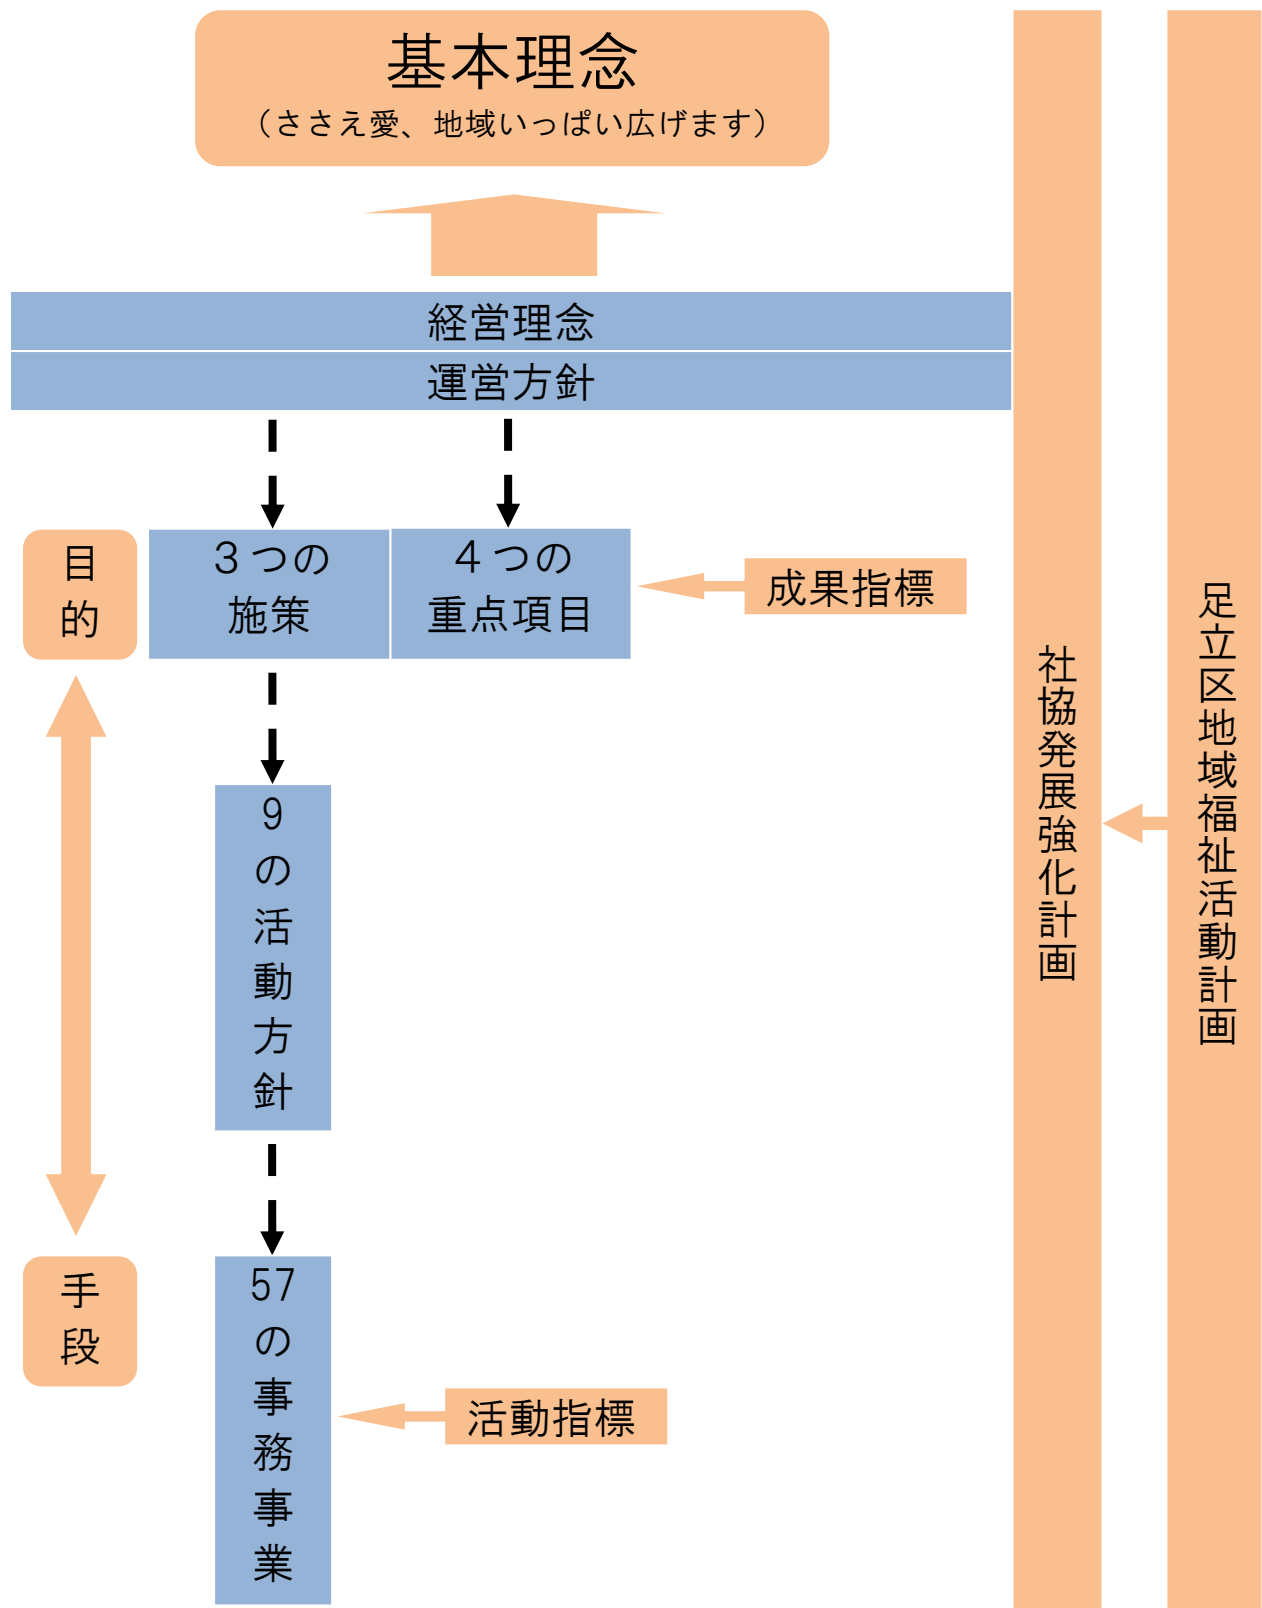 基本理念
（ささえ愛、地域いっぱい広げます）
経営理念
運営方針
目的
３つの
施策
４つの
重点項目
成果指標
9の活動方針
手段
57の事務事業
活動指標
社協発展強化計画
足立区地域福祉活動計画